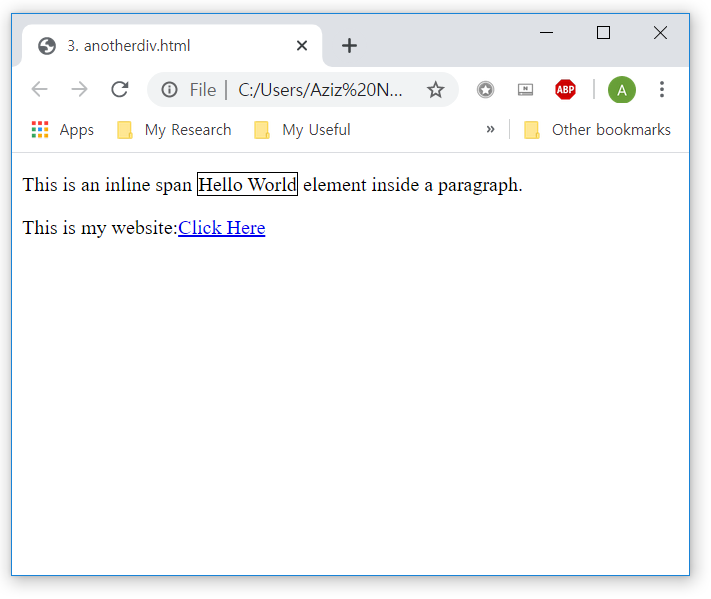 3. anotherdiv.html
File | C:/Users/Aziz%20N... ABP A
Apps My Research My Useful » Other bookmarks
This is an inline span Hello World element inside a paragraph.
This is my website:Click Here